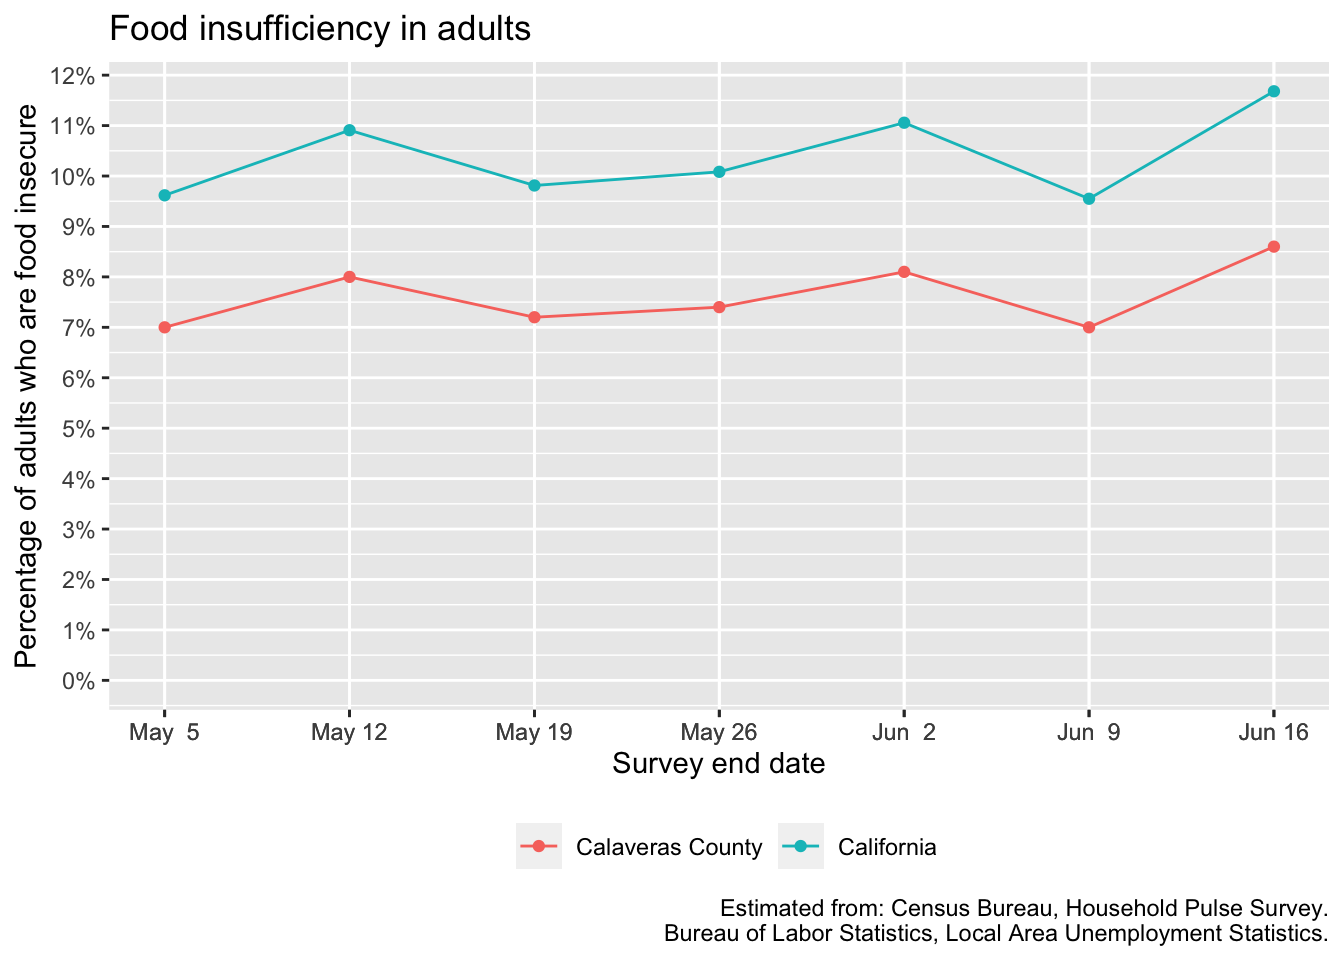 Food insufficiency in adults
Percentage of adults who are food insecure
12%
11%
10%
9%
8%
7%
6%
5%
4%
3%
2%
1%
0%
May 5 May 12 May 19 May 26 Jun 2 Jun 9 Jun 16
Survey end date
Calaveras County California
Estimated from: Census Bureau, Household Pulse Survey.
Bureau of Labor Statistics, Local Area Unemployment Statistics.